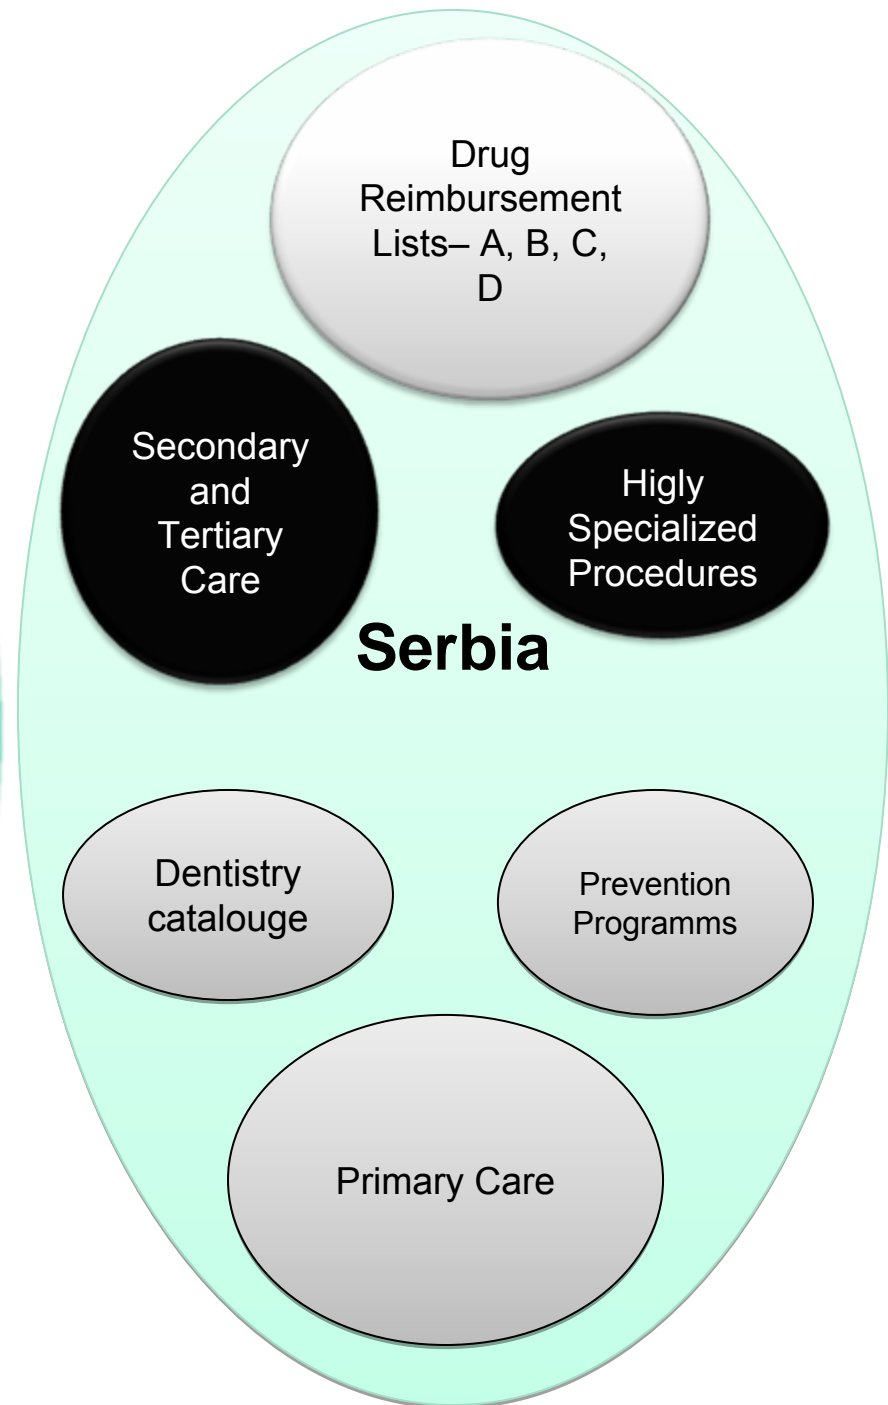 Drug
Reimbursement
Lists– A, B, C,
D
Secondary
and
Tertiary
Care
Higly
Specialized
Procedures
Serbia
Dentistry
catalouge
Prevention
Programms
Primary Care